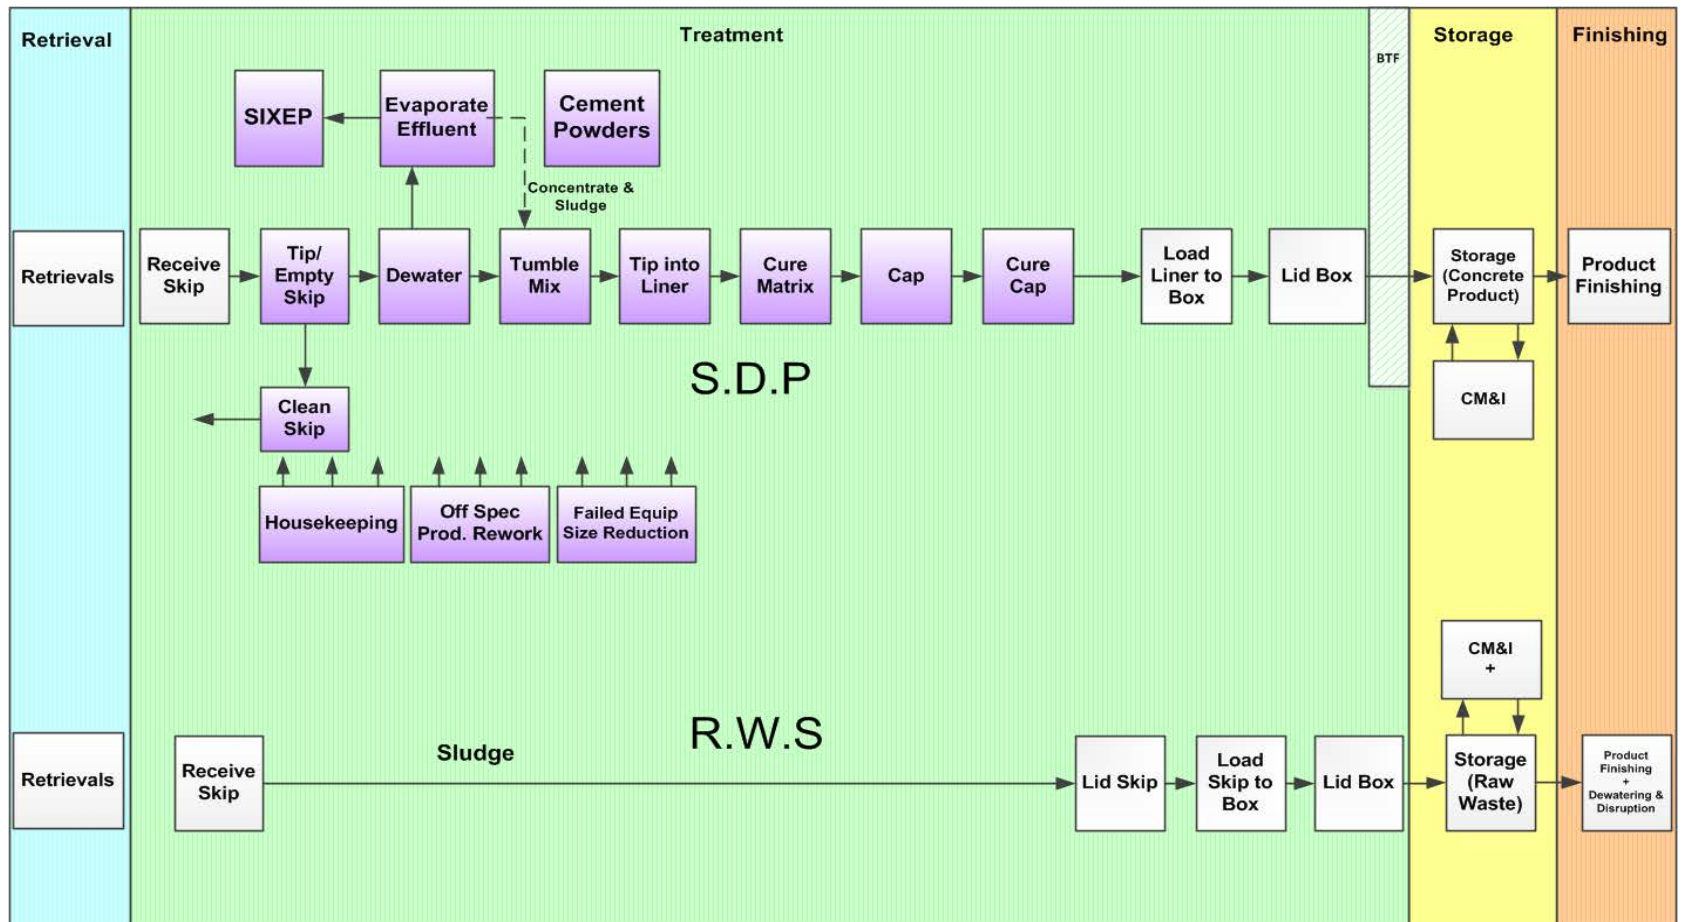 Retrieval
Treatment
BTF
Storage
Finishing
SIXEP
Evaporate
Effluent
Cement
Powders
Concentrate &
Sludge
Retrievals
Receive
Skip
Tip/
Empty
Skip
Dewater
Tumble
Mix
Tip into
Liner
Cure
Matrix
Cap
Cure
Cap
Load
Liner to
Box
Lid Box
Storage
(Concrete
Product)
Product
Finishing
S.D.P
CM&I
Clean
Skip
Housekeeping
Off Spec
Prod. Rework
Failed Equip
Size Reduction
CM&I
+
R.W.S
Retrievals
Receive
Skip
Sludge
Lid Skip
Load
Skip to
Box
Lid Box
Storage
(Raw
Waste)
Product
Finishing
+
Dewatering &
Disruption